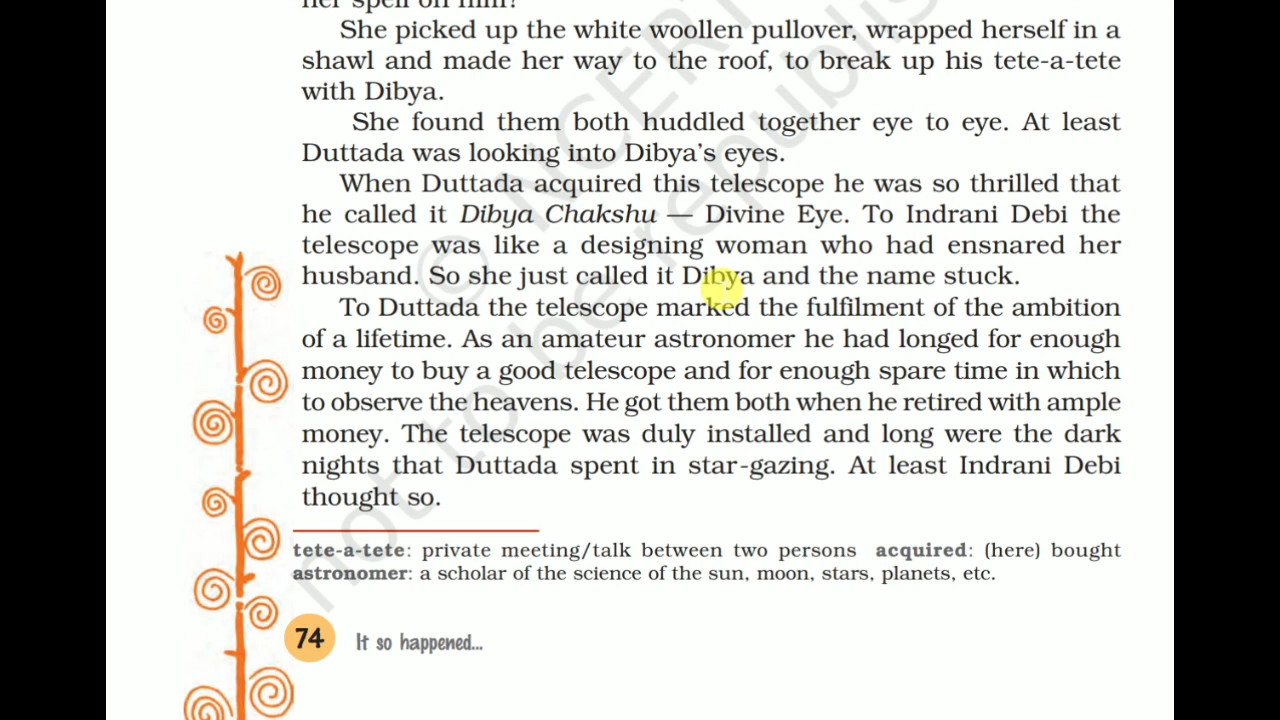 her spell on him?
She picked up the white woollen pullover, wrapped herself in a
shawl and made her way to the roof, to break up his tete-a-tete
with Dibya.
She found them both huddled together eye to eye. At least
Duttada was looking into Dibya's eyes.
When Duttada acquired this telescope he was so thrilled that
he called it Dibya Chakshu — Divine Eye. To Indrani Debi the
telescope was like a designing woman who had ensnared her
husband. So she just called it Dibya and the name stuck.
To Duttada the telescope marked the fulfilment of the ambition
of a lifetime. As an amateur astronomer he had longed for enough
money to buy a good telescope and for enough spare time in which
to observe the heavens. He got them both when he retired with ample
money. The telescope was duly installed and long were the dark
nights that Duttada spent in star-gazing. At least Indrani Debi
thought so.
tete-a-tete: private meeting/talk between two persons acquired: (here) bought
astronomer: a scholar of the science of the sun, moon, stars, planets, etc.
74 It so happened...
© NCERT
not to be republis